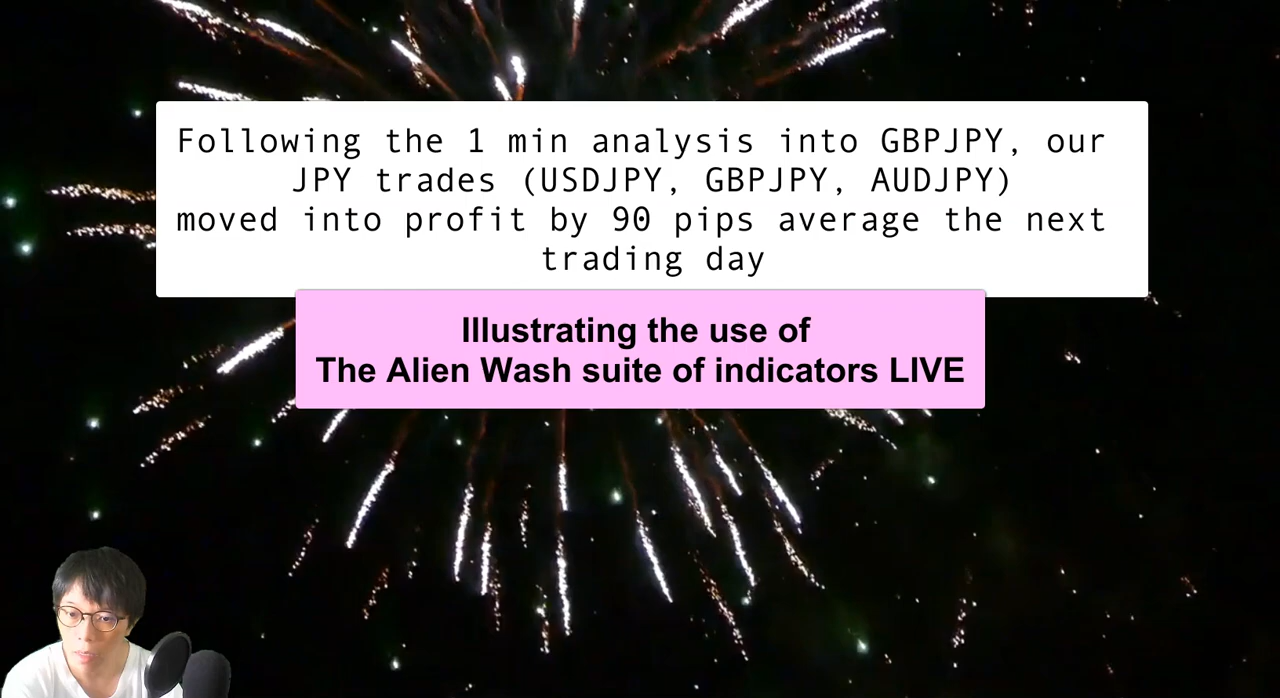 Following the 1 min analysis into GBPJPY, our
JPY trades (USDJPY, GBPJPY, AUDJPY)
moved into profit by 90 pips average the next
trading day
Illustrating the use of
The Alien Wash suite of indicators LIVE